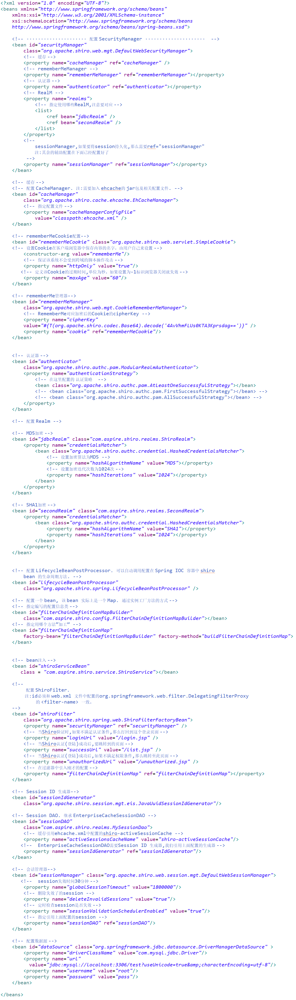 <?xml version="1.0" encoding="UTF-8"?>
<beans xmlns="http://www.springframework.org/schema/beans"
    xmlns:xsi="http://www.w3.org/2001/XMLSchema-instance"
    xsi:schemaLocation="http://www.springframework.org/schema/beans
    http://www.springframework.org/schema/beans/spring-beans.xsd">
    <!-- ····················· 配置 SecurityManager ·····················  -->
    <bean id="securityManager"
        class="org.apache.shiro.web.mgt.DefaultWebSecurityManager">
        <!-- 缓存 -->
        <property name="cacheManager" ref="cacheManager" />
        <!-- rememberMeManager -->
        <property name="rememberMeManager" ref="rememberMeManager"></property>
        <!-- 认证器 -->
        <property name="authenticator" ref="authenticator"></property>
        <!-- RealM -->
        <property name="realms">
            <!-- 指定使用哪些RealM,注意要对应 -->
            <list>
                <ref bean="jdbcRealm" />
                <ref bean="secondRealm" />
            </list>
        </property>
        <!--
            sessionManager,如果要将session持久化,那么需要ref="sessionManager"
            注:其余的辅助配置在下面已经配置好了
         -->
        <property name="sessionManager" ref="sessionManager"></property>
    </bean>
    <!-- 缓存 -->
    <!-- 配置 CacheManager. 注:需要加入 ehcache的 jar包及相关配置文件. -->
    <bean id="cacheManager"
        class="org.apache.shiro.cache.ehcache.EhCacheManager">
        <!-- 指定配置文件 -->
        <property name="cacheManagerConfigFile"
            value="classpath:ehcache.xml" />
    </bean>
    <!-- rememberMeCookie配置-->
    <bean id="rememberMeCookie" class="org.apache.shiro.web.servlet.SimpleCookie">
    <!-- 设置Cookie在客户端浏览器中保存内容的名字，由用户自己来设置 -->
        <constructor-arg value="rememberMe"/>
        <!-- 保证该系统不会受到跨域的脚本操作攻击 -->
        <property name="httpOnly" value="true"/>
       <!-- 定义该Cookie的过期时间,单位为秒。如果设置为-1标识浏览器关闭就失效 -->
        <property name="maxAge" value="60"/>
    </bean>
    <!-- rememberMe管理器-->
    <bean id="rememberMeManager"
        class="org.apache.shiro.web.mgt.CookieRememberMeManager">
        <!-- RememberMe对应加密后的Cookie的cipherKey -->
        <property name="cipherKey"
        value="#{T(org.apache.shiro.codec.Base64).decode('4AvVhmFLUs0KTA3Kprsdag==')}" />
        <property name="cookie" ref="rememberMeCookie"/>
    </bean>
    <!-- 认证器 -->
    <bean id="authenticator"
        class="org.apache.shiro.authc.pam.ModularRealmAuthenticator">
        <property name="authenticationStrategy">
            <!-- 在这里配置的 认证策略  -->
            <bean class="org.apache.shiro.authc.pam.AtLeastOneSuccessfulStrategy"></bean>
            <!-- <bean class="org.apache.shiro.authc.pam.FirstSuccessfulStrategy"></bean> -->
            <!-- <bean class="org.apache.shiro.authc.pam.AllSuccessfulStrategy"></bean> -->
        </property>
    </bean>
    <!-- 配置 Realm -->
    <!-- MD5加密 -->
    <bean id="jdbcRealm" class="com.aspire.shiro.realms.ShiroRealm">
        <property name="credentialsMatcher">
            <bean class="org.apache.shiro.authc.credential.HashedCredentialsMatcher">
                <!-- 设置加密算法为MD5 -->
                <property name="hashAlgorithmName" value="MD5"></property>
                <!-- 设置加密迭代次数为1024次 -->
                <property name="hashIterations" value="1024"></property>
            </bean>
        </property>
    </bean>
    <!-- SHA1加密 -->
    <bean id="secondRealm" class="com.aspire.shiro.realms.SecondRealm">
        <property name="credentialsMatcher">
            <bean class="org.apache.shiro.authc.credential.HashedCredentialsMatcher">
                <property name="hashAlgorithmName" value="SHA1"></property>
                <property name="hashIterations" value="1024"></property>
            </bean>
        </property>
    </bean>
    <!-- 配置 LifecycleBeanPostProcessor. 可以自动调用配置在 Spring IOC 容器中 shiro
        bean 的生命周期方法. -->
    <bean id="lifecycleBeanPostProcessor"
        class="org.apache.shiro.spring.LifecycleBeanPostProcessor" />
    <!-- 配置一个 bean, 该 bean 实际上是一个 Map. 通过实例工厂方法的方式 -->
    <!-- 指定编写的配置信息类 -->
    <bean id="filterChainDefinitionMapBuilder"
        class="com.aspire.shiro.config.FilterChainDefinitionMapBuilder"></bean>
    <!-- 指定用哪个方法“加工” -->
    <bean id="filterChainDefinitionMap"
        factory-bean="filterChainDefinitionMapBuilder" factory-method="buildFilterChainDefinitionMap">
    </bean>
    <!-- bean注入 -->
    <bean id="shiroServiceBean"
       class = "com.aspire.shiro.service.ShiroService"></bean>
    <!--
         配置 ShiroFilter.
         注:id必须和 web.xml 文件中配置的org.springframework.web.filter.DelegatingFilterProxy
            的 <filter-name> 一致。
    -->
    <bean id="shiroFilter"
        class="org.apache.shiro.spring.web.ShiroFilterFactoryBean">
        <property name="securityManager" ref="securityManager" />
        <!-- 当Shiro验证时,如果不满足认证条件,那么打回到这个登录页面 -->
        <property name="loginUrl" value="/login.jsp" />
        <!-- 当Shiro认证(登陆)成功后,要跳转到的页面 -->
        <property name="successUrl" value="/list.jsp" />
        <!-- 当Shiro认证(登陆)成功后,如果不满足权限条件,那么跳转至此页面 -->
        <property name="unauthorizedUrl" value="/unauthorized.jsp" />
        <!-- 在过滤器中引入刚才的配置 -->
        <property name="filterChainDefinitionMap" ref="filterChainDefinitionMap"></property>
    </bean>
    <!-- Session ID 生成器-->
    <bean id="sessionIdGenerator"
        class="org.apache.shiro.session.mgt.eis.JavaUuidSessionIdGenerator"/>
    <!-- Session DAO. 继承 EnterpriseCacheSessionDAO -->
    <bean id="sessionDAO"
        class="com.aspire.shiro.realms.MySessionDao">
        <!-- 缓存引用ehcache.xml中配置的shiro-activeSessionCache -->
        <property name="activeSessionsCacheName" value="shiro-activeSessionCache"/>
       <!--  EnterpriseCacheSessionDAO需要Session ID 生成器,我们引用上面配置的生成器 -->
        <property name="sessionIdGenerator" ref="sessionIdGenerator"/>
    </bean>
    <!-- 会话管理器-->
    <bean id="sessionManager" class="org.apache.shiro.web.session.mgt.DefaultWebSessionManager">
       <!--  session失效时间30分钟 -->
        <property name="globalSessionTimeout" value="1800000"/>
        <!-- 删除失效了的session -->
        <property name="deleteInvalidSessions" value="true"/>
        <!-- 定时检查session是否失效 -->
        <property name="sessionValidationSchedulerEnabled" value="true"/>
        <!-- 指定引用上面配置的session -->
        <property name="sessionDAO" ref="sessionDAO"/>
    </bean>
    <!-- 配置数据源 -->
    <bean id="dataSource" class="org.springframework.jdbc.datasource.DriverManagerDataSource" >
        <property name="driverClassName" value="com.mysql.jdbc.Driver"/>
        <property name="url"
          value="jdbc:mysql://localhost:3306/test?useUnicode=true&amp;characterEncoding=utf-8"/>
        <property name="username" value="root"/>
        <property name="password" value="pass"/>
    </bean>
</beans>